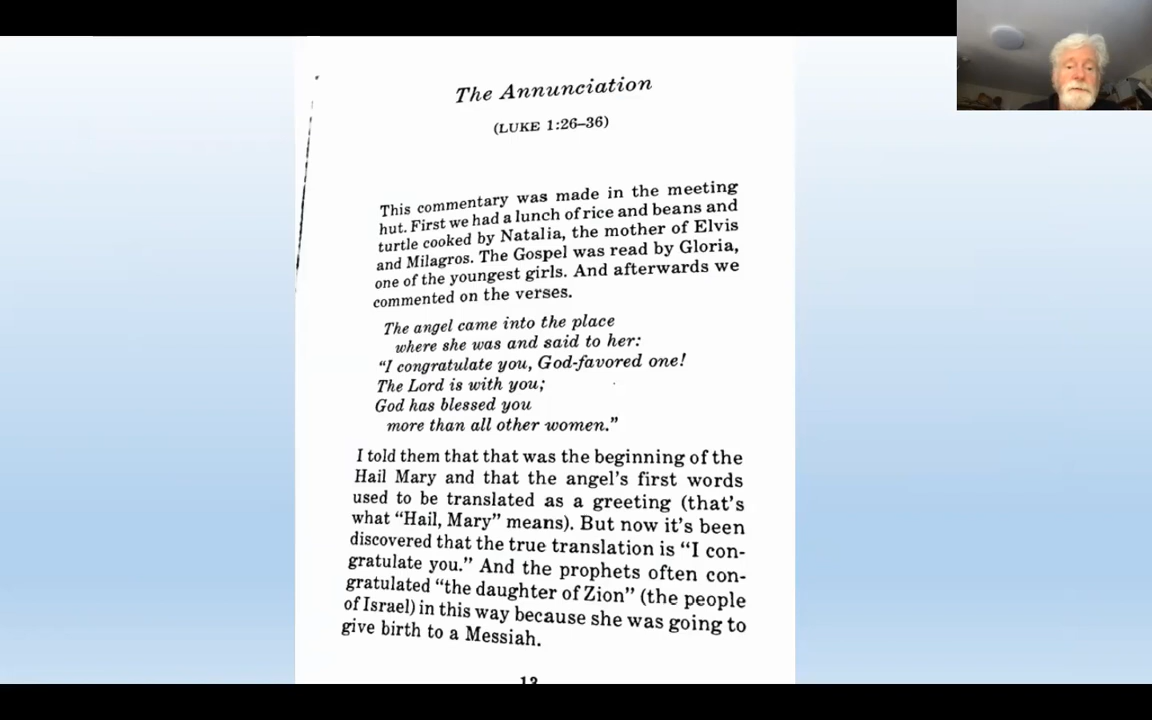 The Annunciation
(LUKE 1:26–36)
This commentary was made in the meeting
hut. First we had a lunch of rice and beans and
turtle cooked by Natalia, the mother of Elvis
and Milagros. The Gospel was read by Gloria,
one of the youngest girls. And afterwards we
commented on the verses.
The angel came into the place
where she was and said to her:
“I congratulate you, God-favored one!
The Lord is with you;
God has blessed you
more than all other women.”
I told them that that was the beginning of the
Hail Mary and that the angel’s first words
used to be translated as a greeting (that’s
what “Hail, Mary” means). But now it’s been
discovered that the true translation is “I con-
gratulate you.” And the prophets often con-
gratulated “the daughter of Zion” (the people
of Israel) in this way because she was going to
give birth to a Messiah.
13